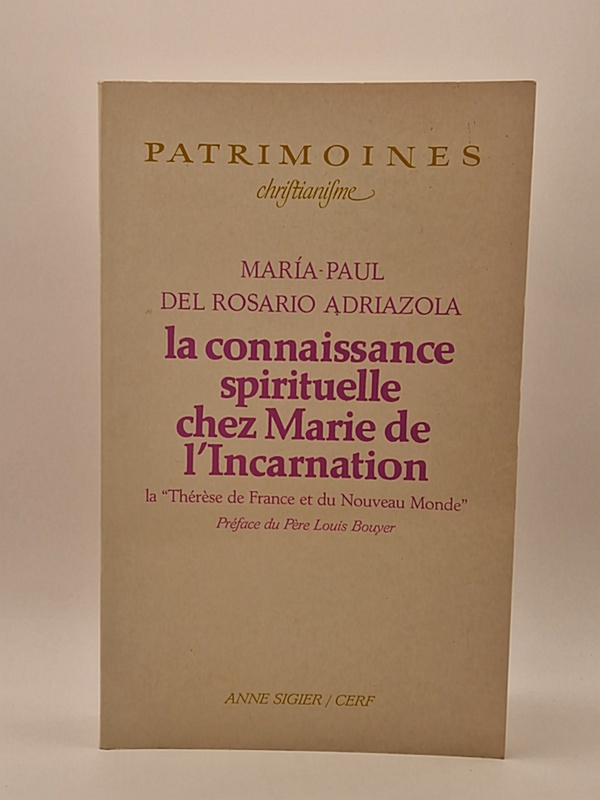 PATRIMOINES
christianisme
MARÍA-PAUL
DEL ROSARIO ADRIAZOLA
la connaissance
spirituelle
chez Marie de
l'Incarnation
la "Thérèse de France et du Nouveau Monde"
Préface du Père Louis Bouyer
ANNE SIGIER / CERF